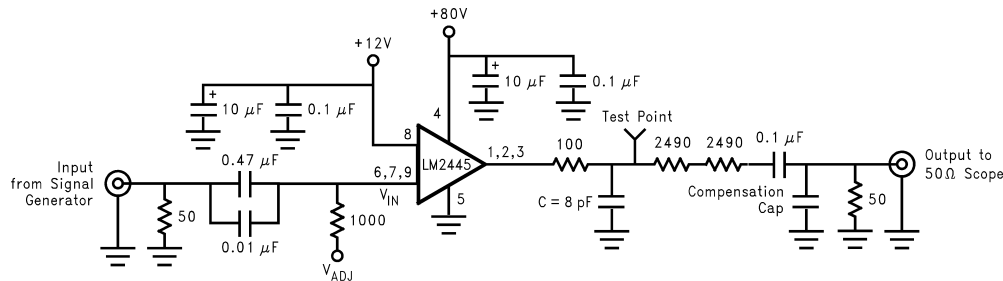 +80V
+12V
+
10 μF
0.1 μF
+
10 μF
0.1 μF
4
8
Test Point
LM2445
1,2,3
100
2490
2490
0.1 μF
Input
from Signal
Generator
0.47 μF
6,7,9
V_IN
5
C = 8 pF
Compensation
Cap
50
Output to
50Ω Scope
50
0.01 μF
1000
V_ADJ